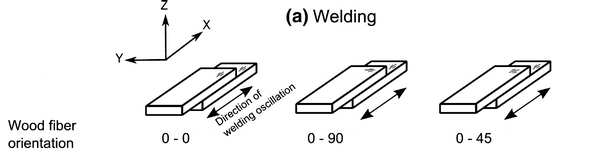 (a) Welding
Z
X
Y
Direction of
welding oscillation
Wood fiber
orientation
0 - 0
0 - 90
0 - 45